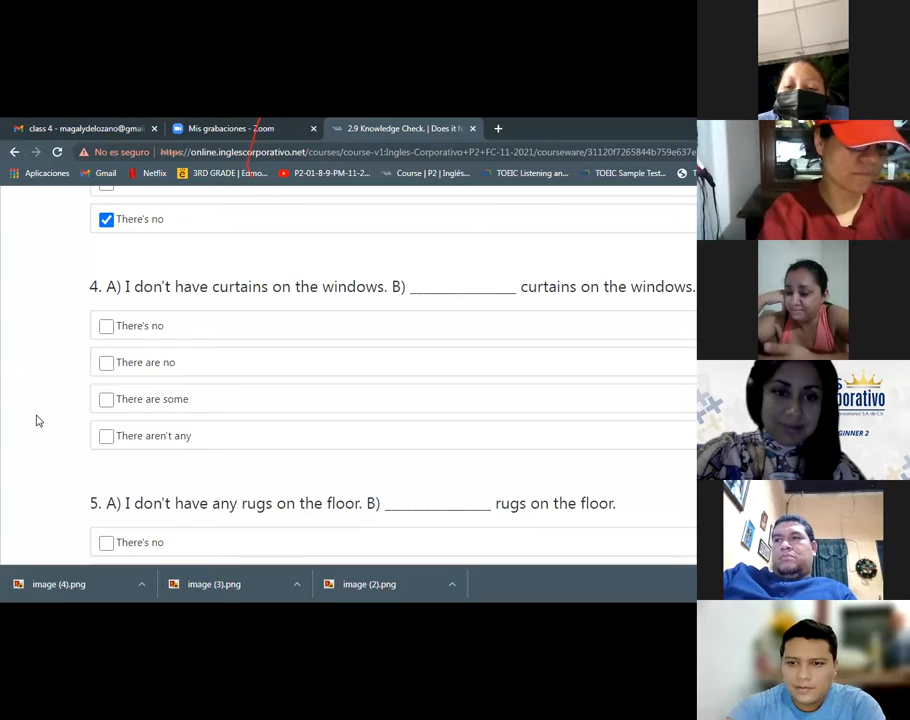 class 4 - magalydelozano@gmai
Mis grabaciones - Zoom
2.9 Knowledge Check. | Does it h
No es seguro
https://online.inglescorporativo.net/courses/course-v1:Ingles-Corporativo+P2+FC-11-2021/courseware/31120f7265844b759e637e
Aplicaciones
Gmail
Netflix
3RD GRADE | Edmo...
P2-01-8-9-PM-11-2...
Course | P2 | Inglés...
TOEIC Listening an...
TOEIC Sample Test...
There's no
4. A) I don't have curtains on the windows. B) _______________ curtains on the windows.
There's no
There are no
There are some
There aren't any
5. A) I don't have any rugs on the floor. B) _______________ rugs on the floor.
There's no
image (4).png
image (3).png
image (2).png
S
porativo
GINNER 2